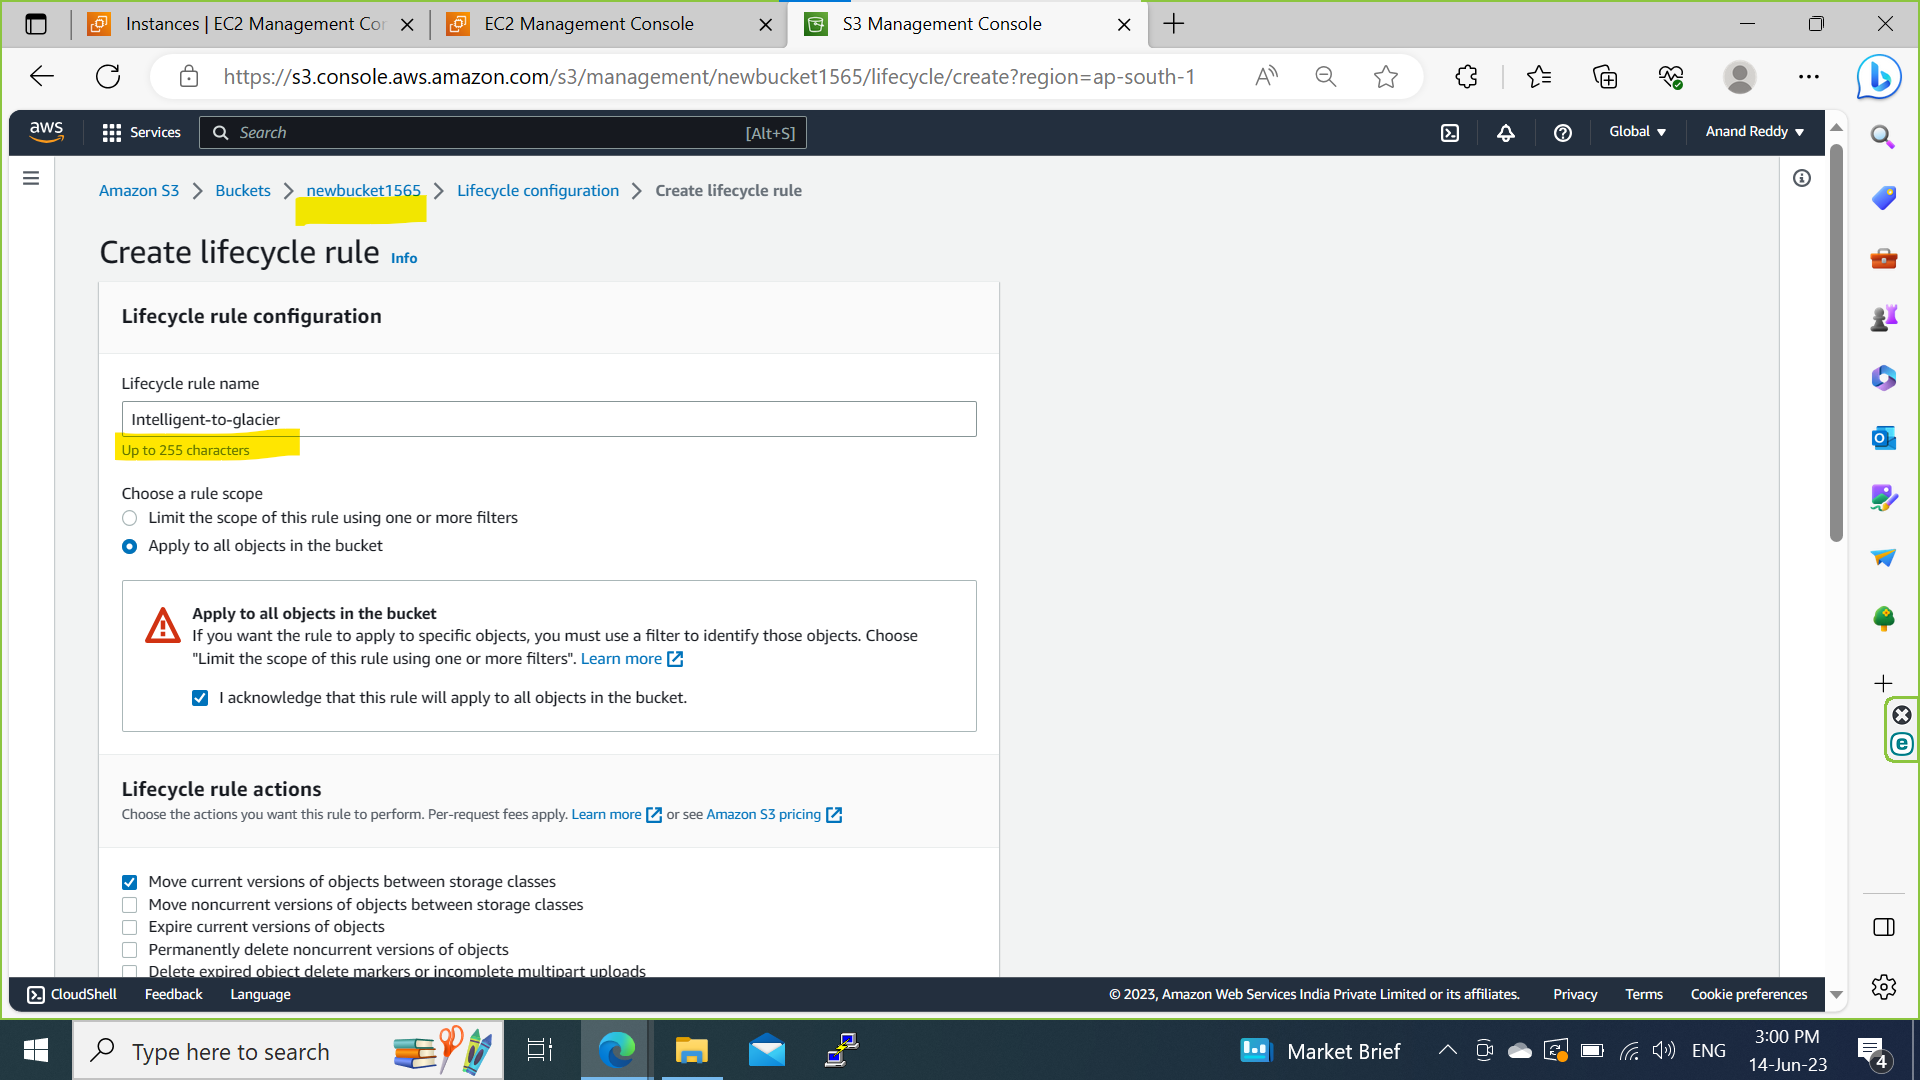 Instances | EC2 Management Cor
EC2 Management Console
S3 Management Console
https://s3.console.aws.amazon.com/s3/management/newbucket1565/lifecycle/create?region=ap-south-1
aws
Services
Search
[Alt+S]
Global
Anand Reddy
Amazon S3
Buckets
newbucket1565
Lifecycle configuration
Create lifecycle rule
Create lifecycle rule Info
Lifecycle rule configuration
Lifecycle rule name
Intelligent-to-glacier
Up to 255 characters
Choose a rule scope
Limit the scope of this rule using one or more filters
Apply to all objects in the bucket
Apply to all objects in the bucket
If you want the rule to apply to specific objects, you must use a filter to identify those objects. Choose
"Limit the scope of this rule using one or more filters". Learn more
I acknowledge that this rule will apply to all objects in the bucket.
Lifecycle rule actions
Choose the actions you want this rule to perform. Per-request fees apply. Learn more or see Amazon S3 pricing
Move current versions of objects between storage classes
Move noncurrent versions of objects between storage classes
Expire current versions of objects
Permanently delete noncurrent versions of objects
Delete expired object delete markers or incomplete multipart uploads
CloudShell
Feedback
Language
© 2023, Amazon Web Services India Private Limited or its affiliates.
Privacy
Terms
Cookie preferences
Type here to search
Market Brief
ENG
3:00 PM
14-Jun-23
4